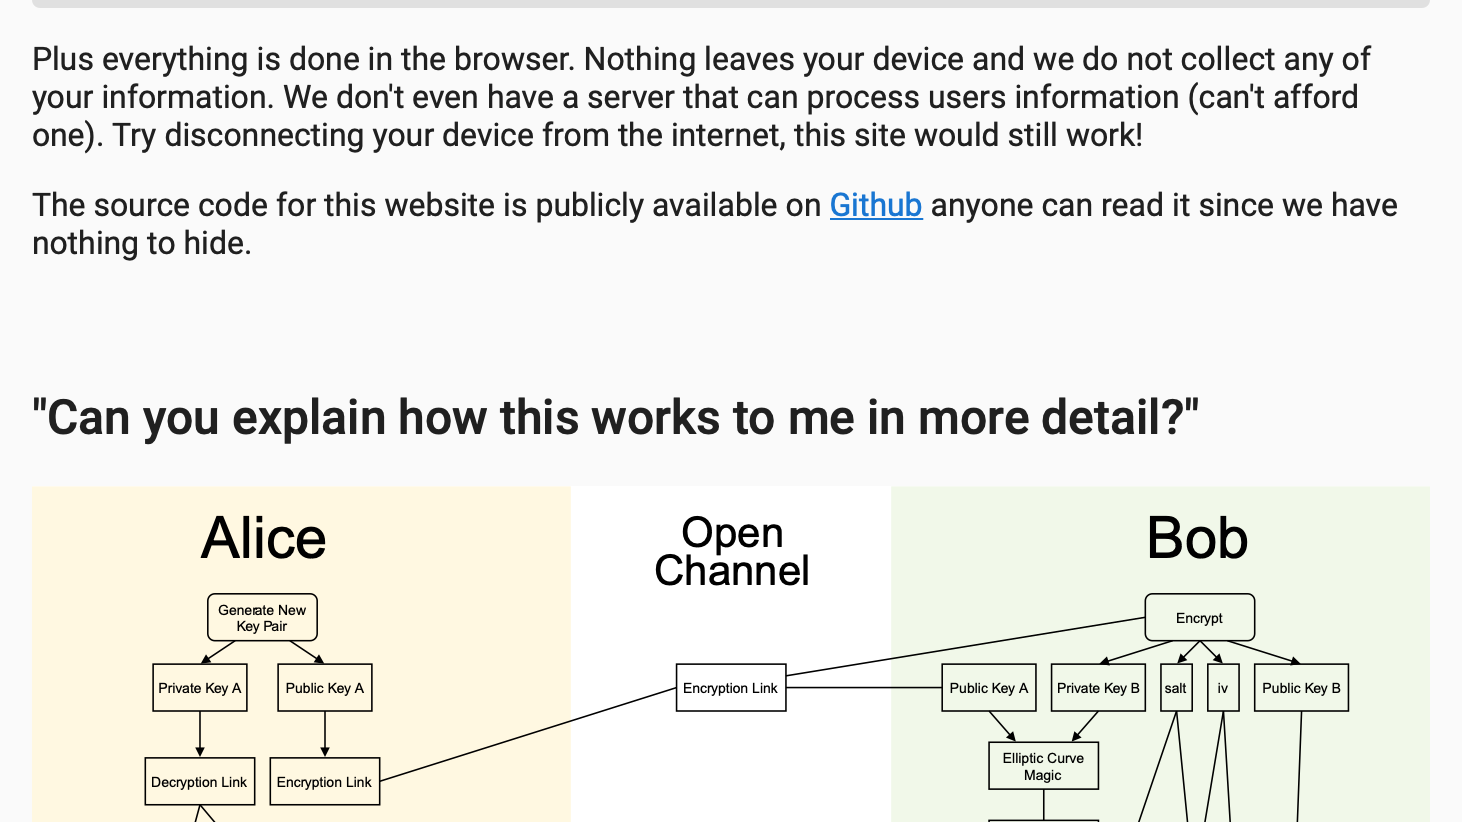 Plus everything is done in the browser. Nothing leaves your device and we do not collect any of
your information. We don't even have a server that can process users information (can't afford
one). Try disconnecting your device from the internet, this site would still work!
The source code for this website is publicly available on Github anyone can read it since we have
nothing to hide.
"Can you explain how this works to me in more detail?"
Alice
Open
Channel
Bob
Generate New
Key Pair
Encrypt
Private Key A
Public Key A
Encryption Link
Public Key A
Private Key B
salt
iv
Public Key B
Elliptic Curve
Magic
Decryption Link
Encryption Link